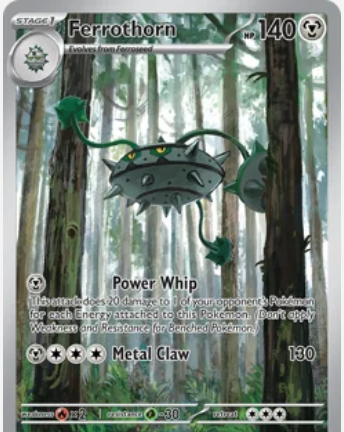 STAGE 1
Ferrothorn
HP 140
Evolves from Ferroseed
Power Whip
This attack does 20 damage to 1 of your opponent's Pokémon
for each Energy attached to this Pokémon. (Don't apply
Weakness and Resistance for Benched Pokémon.)
Metal Claw 130
weakness ×2 resistance -30 retreat